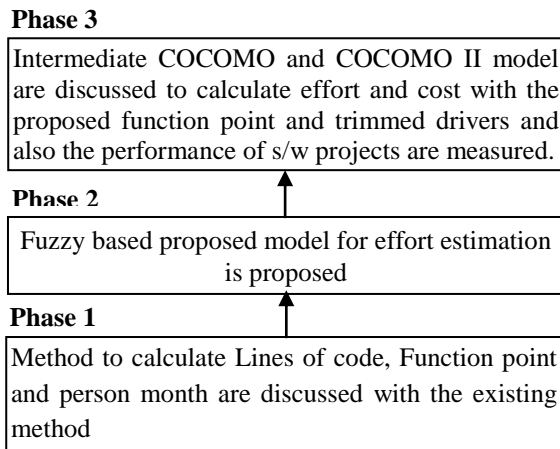 Phase 3
Intermediate COCOMO and COCOMO II model
are discussed to calculate effort and cost with the
proposed function point and trimmed drivers and
also the performance of s/w projects are measured.
Phase 2
Fuzzy based proposed model for effort estimation
is proposed
Phase 1
Method to calculate Lines of code, Function point
and person month are discussed with the existing
method